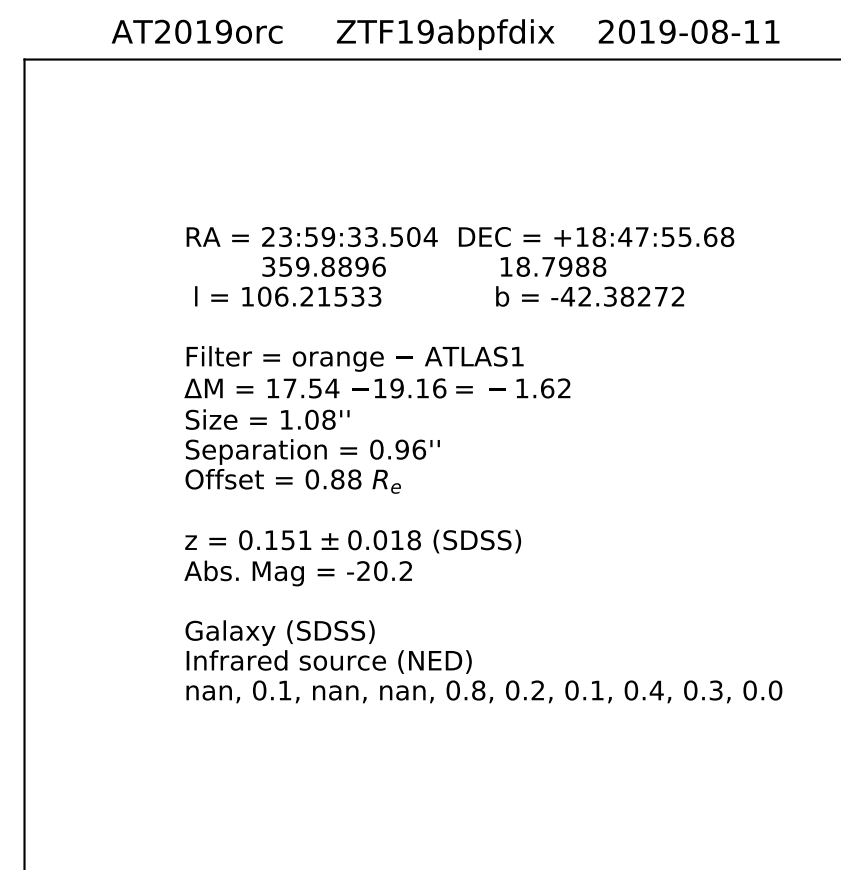 AT2019orc ZTF19abpfdix 2019-08-11
RA = 23:59:33.504 DEC = +18:47:55.68
359.8896 18.7988
l = 106.21533 b = -42.38272
Filter = orange − ATLAS1
ΔM = 17.54 −19.16 = − 1.62
Size = 1.08''
Separation = 0.96''
Offset = 0.88 Rₑ
z = 0.151 ± 0.018 (SDSS)
Abs. Mag = -20.2
Galaxy (SDSS)
Infrared source (NED)
nan, 0.1, nan, nan, 0.8, 0.2, 0.1, 0.4, 0.3, 0.0